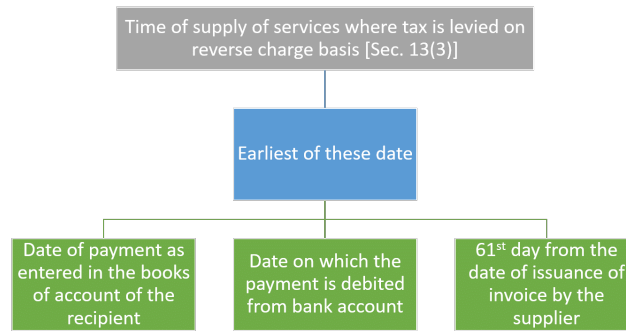 Time of supply of services where tax is levied on
reverse charge basis [Sec. 13(3)]
Earliest of these date
Date of payment as
entered in the books
of account of the
recipient
Date on which the
payment is debited
from bank account
61st day from the
date of issuance of
invoice by the
supplier